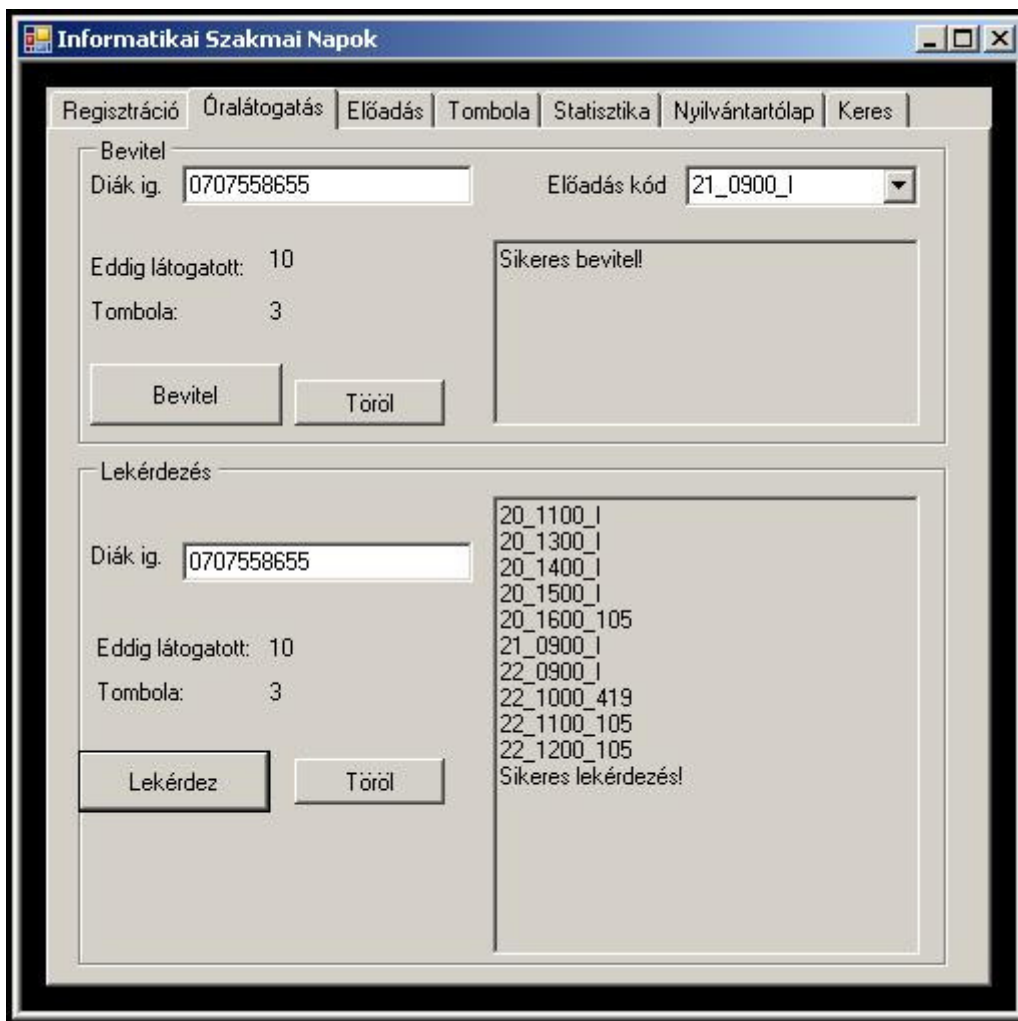 Informatikai Szakmai Napok
Regisztráció Óralátogatás Előadás Tombola Statisztika Nyilvántartólap Keres
Bevitel
Diák ig. 0707558655 Előadás kód 21_0900_I
Eddig látogatott: 10
Sikeres bevitel!
Tombola: 3
Bevitel Töröl
Lekérdezés
Diák ig. 0707558655
Eddig látogatott: 10
Tombola: 3
Lekérdez Töröl
20_1100_I
20_1300_I
20_1400_I
20_1500_I
20_1600_105
21_0900_I
22_0900_I
22_1000_419
22_1100_105
22_1200_105
Sikeres lekérdezés!